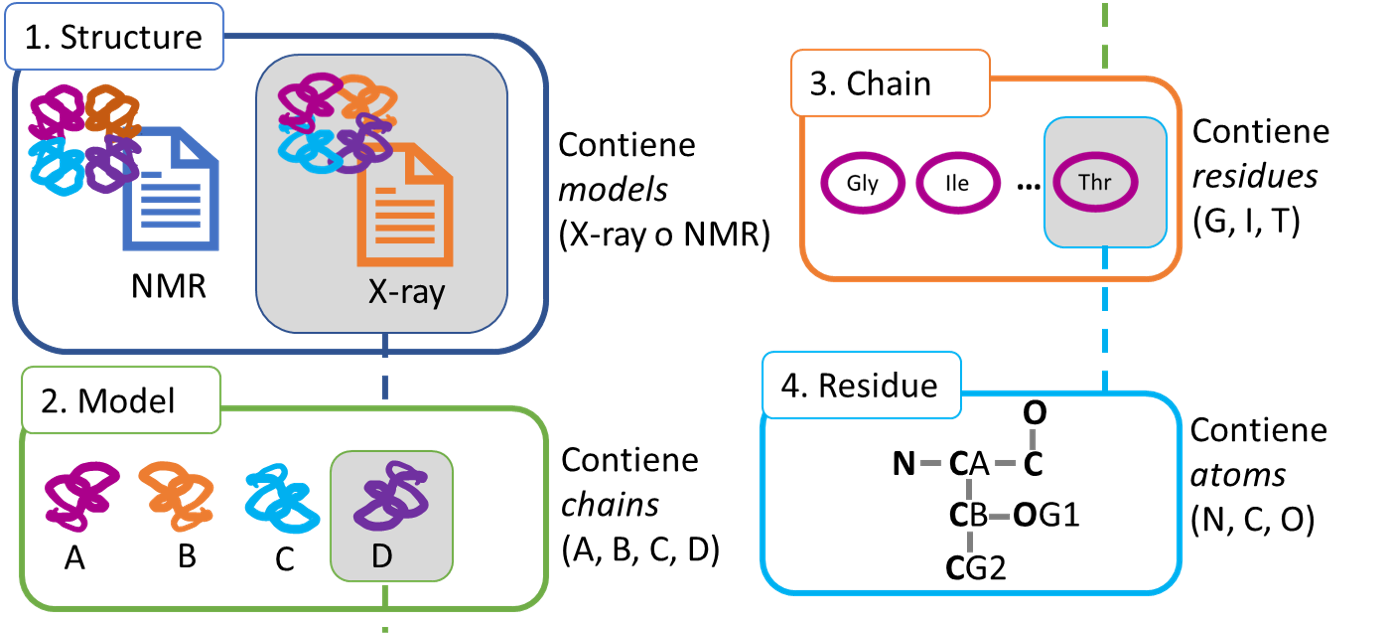 1. Structure
NMR
X-ray
Contiene
models
(X-ray o NMR)
2. Model
A
B
C
D
Contiene
chains
(A, B, C, D)
3. Chain
Gly
Ile
...
Thr
Contiene
residues
(G, I, T)
4. Residue
O
N CA C
CB OG1
CG2
Contiene
atoms
(N, C, O)